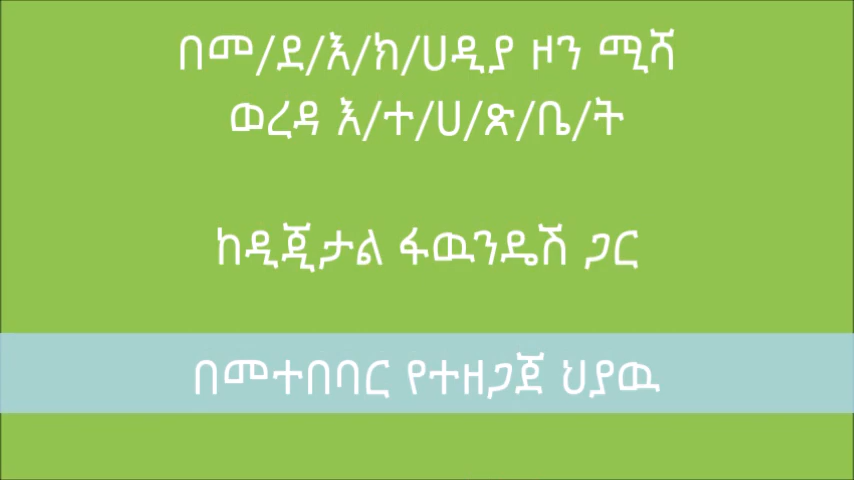 በመ/ደ/እ/ክ/ሀዲያ ዞን ሚሻ
ወረዳ እ/ተ/ሀ/ጽ/ቤ/ት
ከዲጂታል ፋዉንዴሽ ጋር
በመተበባር የተዘጋጀ ህያዉ